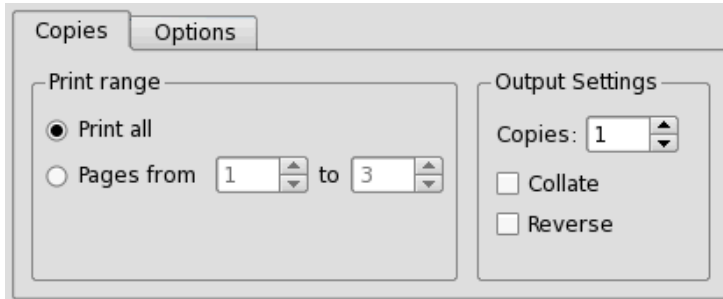 Copies Options
Print range
Print all
Pages from 1 to 3
Output Settings
Copies: 1
Collate
Reverse